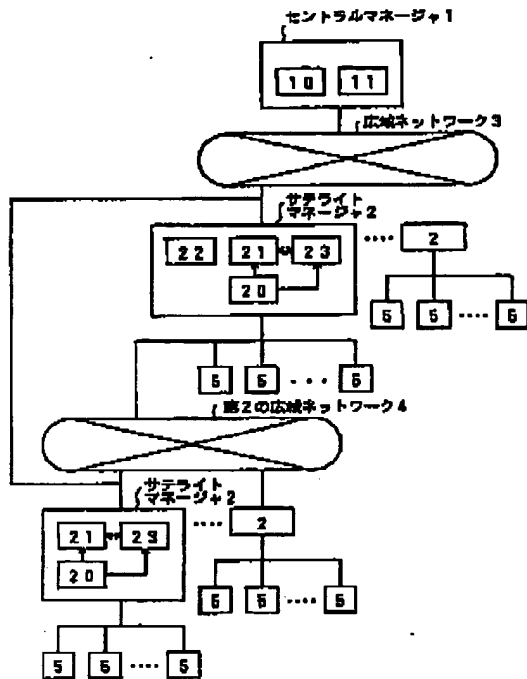 セントラルマネージャ1
10 11
広域ネットワーク3
サテライト
マネージャ2
22 21 23
20
‥‥ 2
5 5 ‥‥ 5
5 5 ・・・ 5
第2の広域ネットワーク4
サテライト
マネージャ2
21 23
20
‥‥ 2
5 5 ‥‥ 5
5 5 ‥‥ 5